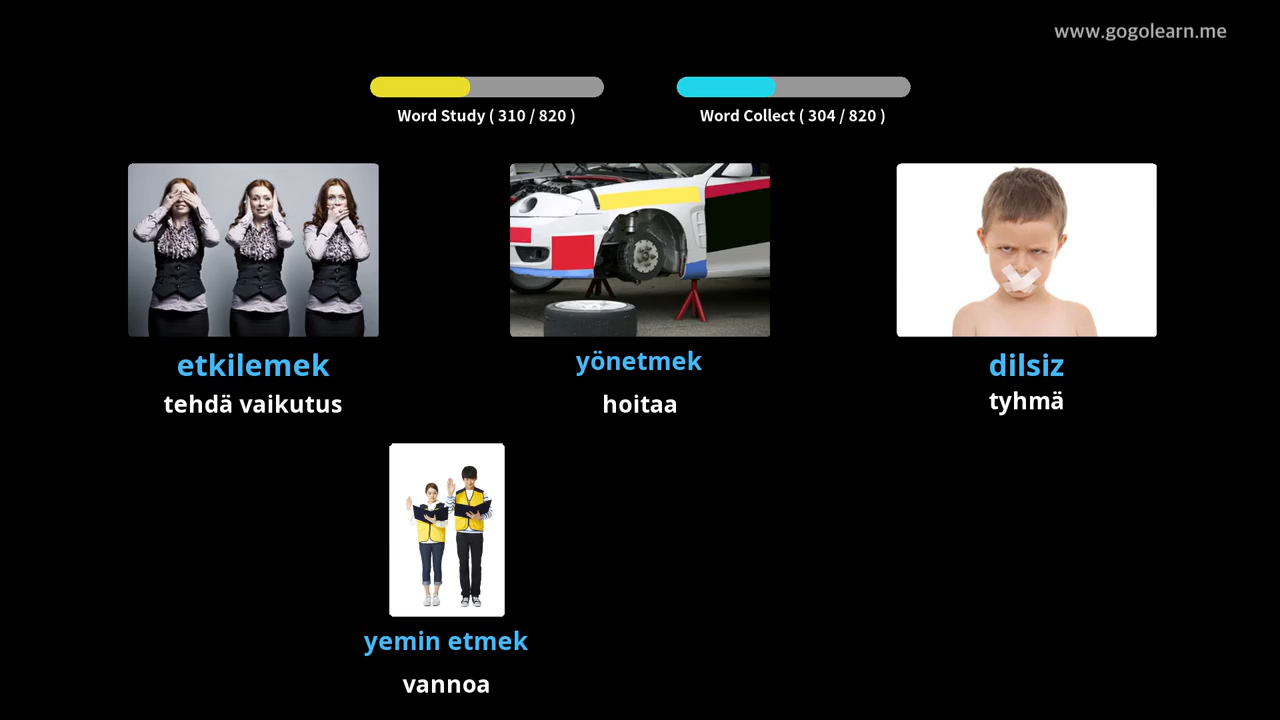 www.gogolearn.me
Word Study ( 310 / 820 )
Word Collect ( 304 / 820 )
etkilemek
tehdä vaikutus
yönetmek
hoitaa
dilsiz
tyhmä
yemin etmek
vannoa